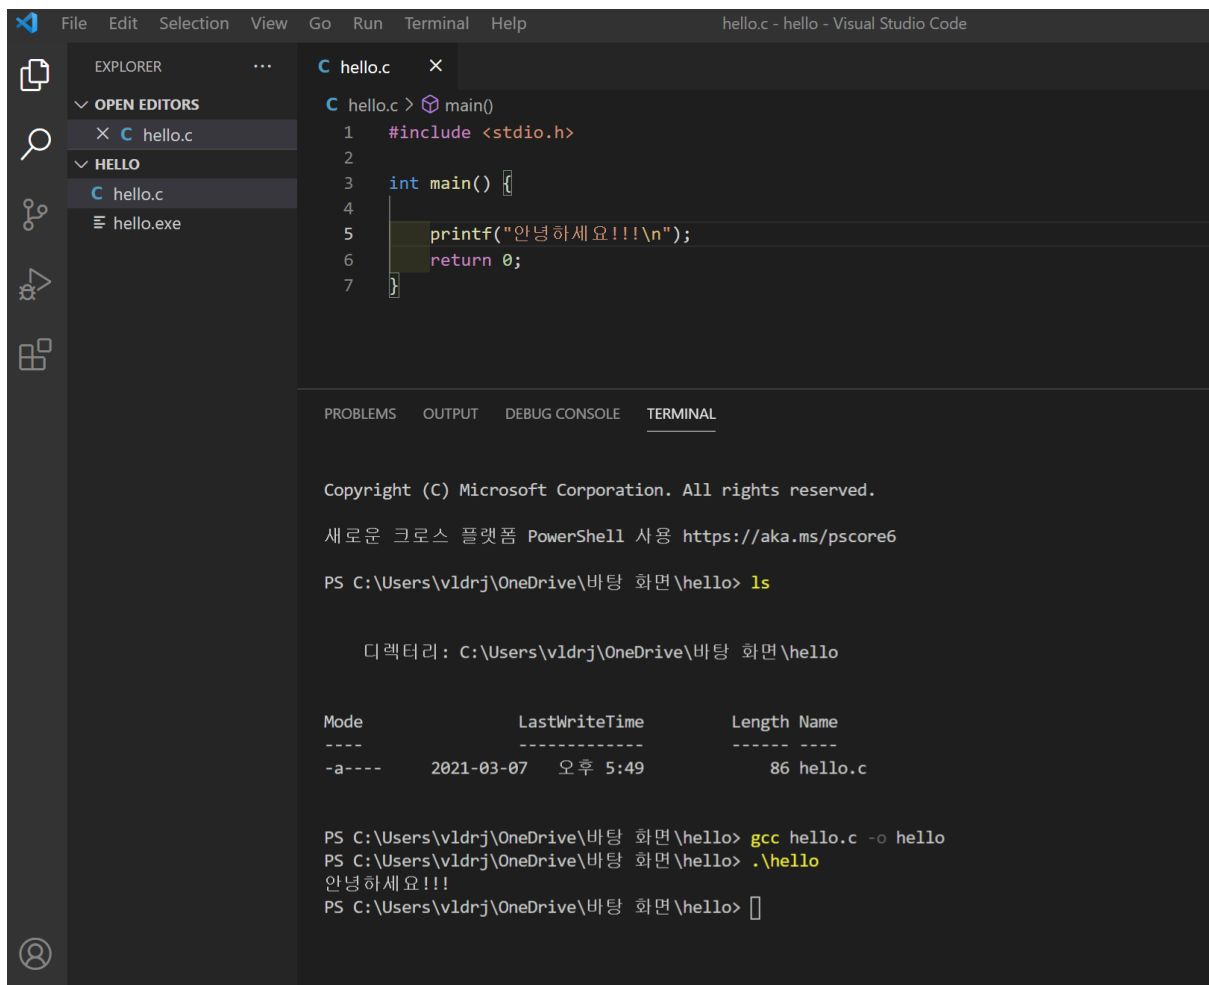 File Edit Selection View Go Run Terminal Help hello.c - hello - Visual Studio Code
EXPLORER ···
OPEN EDITORS
C hello.c
HELLO
C hello.c
hello.exe
C hello.c
C hello.c > main()
1 #include <stdio.h>
2
3 int main() {
4
5 printf("안녕하세요!!!\n");
6 return 0;
7 }
PROBLEMS OUTPUT DEBUG CONSOLE TERMINAL
Copyright (C) Microsoft Corporation. All rights reserved.
새로운 크로스 플랫폼 PowerShell 사용 https://aka.ms/pscore6
PS C:\Users\vldrj\OneDrive\바탕 화면\hello> ls
디렉터리: C:\Users\vldrj\OneDrive\바탕 화면\hello
Mode LastWriteTime Length Name
---- ------------- ------ ----
-a---- 2021-03-07 오후 5:49 86 hello.c
PS C:\Users\vldrj\OneDrive\바탕 화면\hello> gcc hello.c -o hello
PS C:\Users\vldrj\OneDrive\바탕 화면\hello> .\hello
안녕하세요!!!
PS C:\Users\vldrj\OneDrive\바탕 화면\hello>